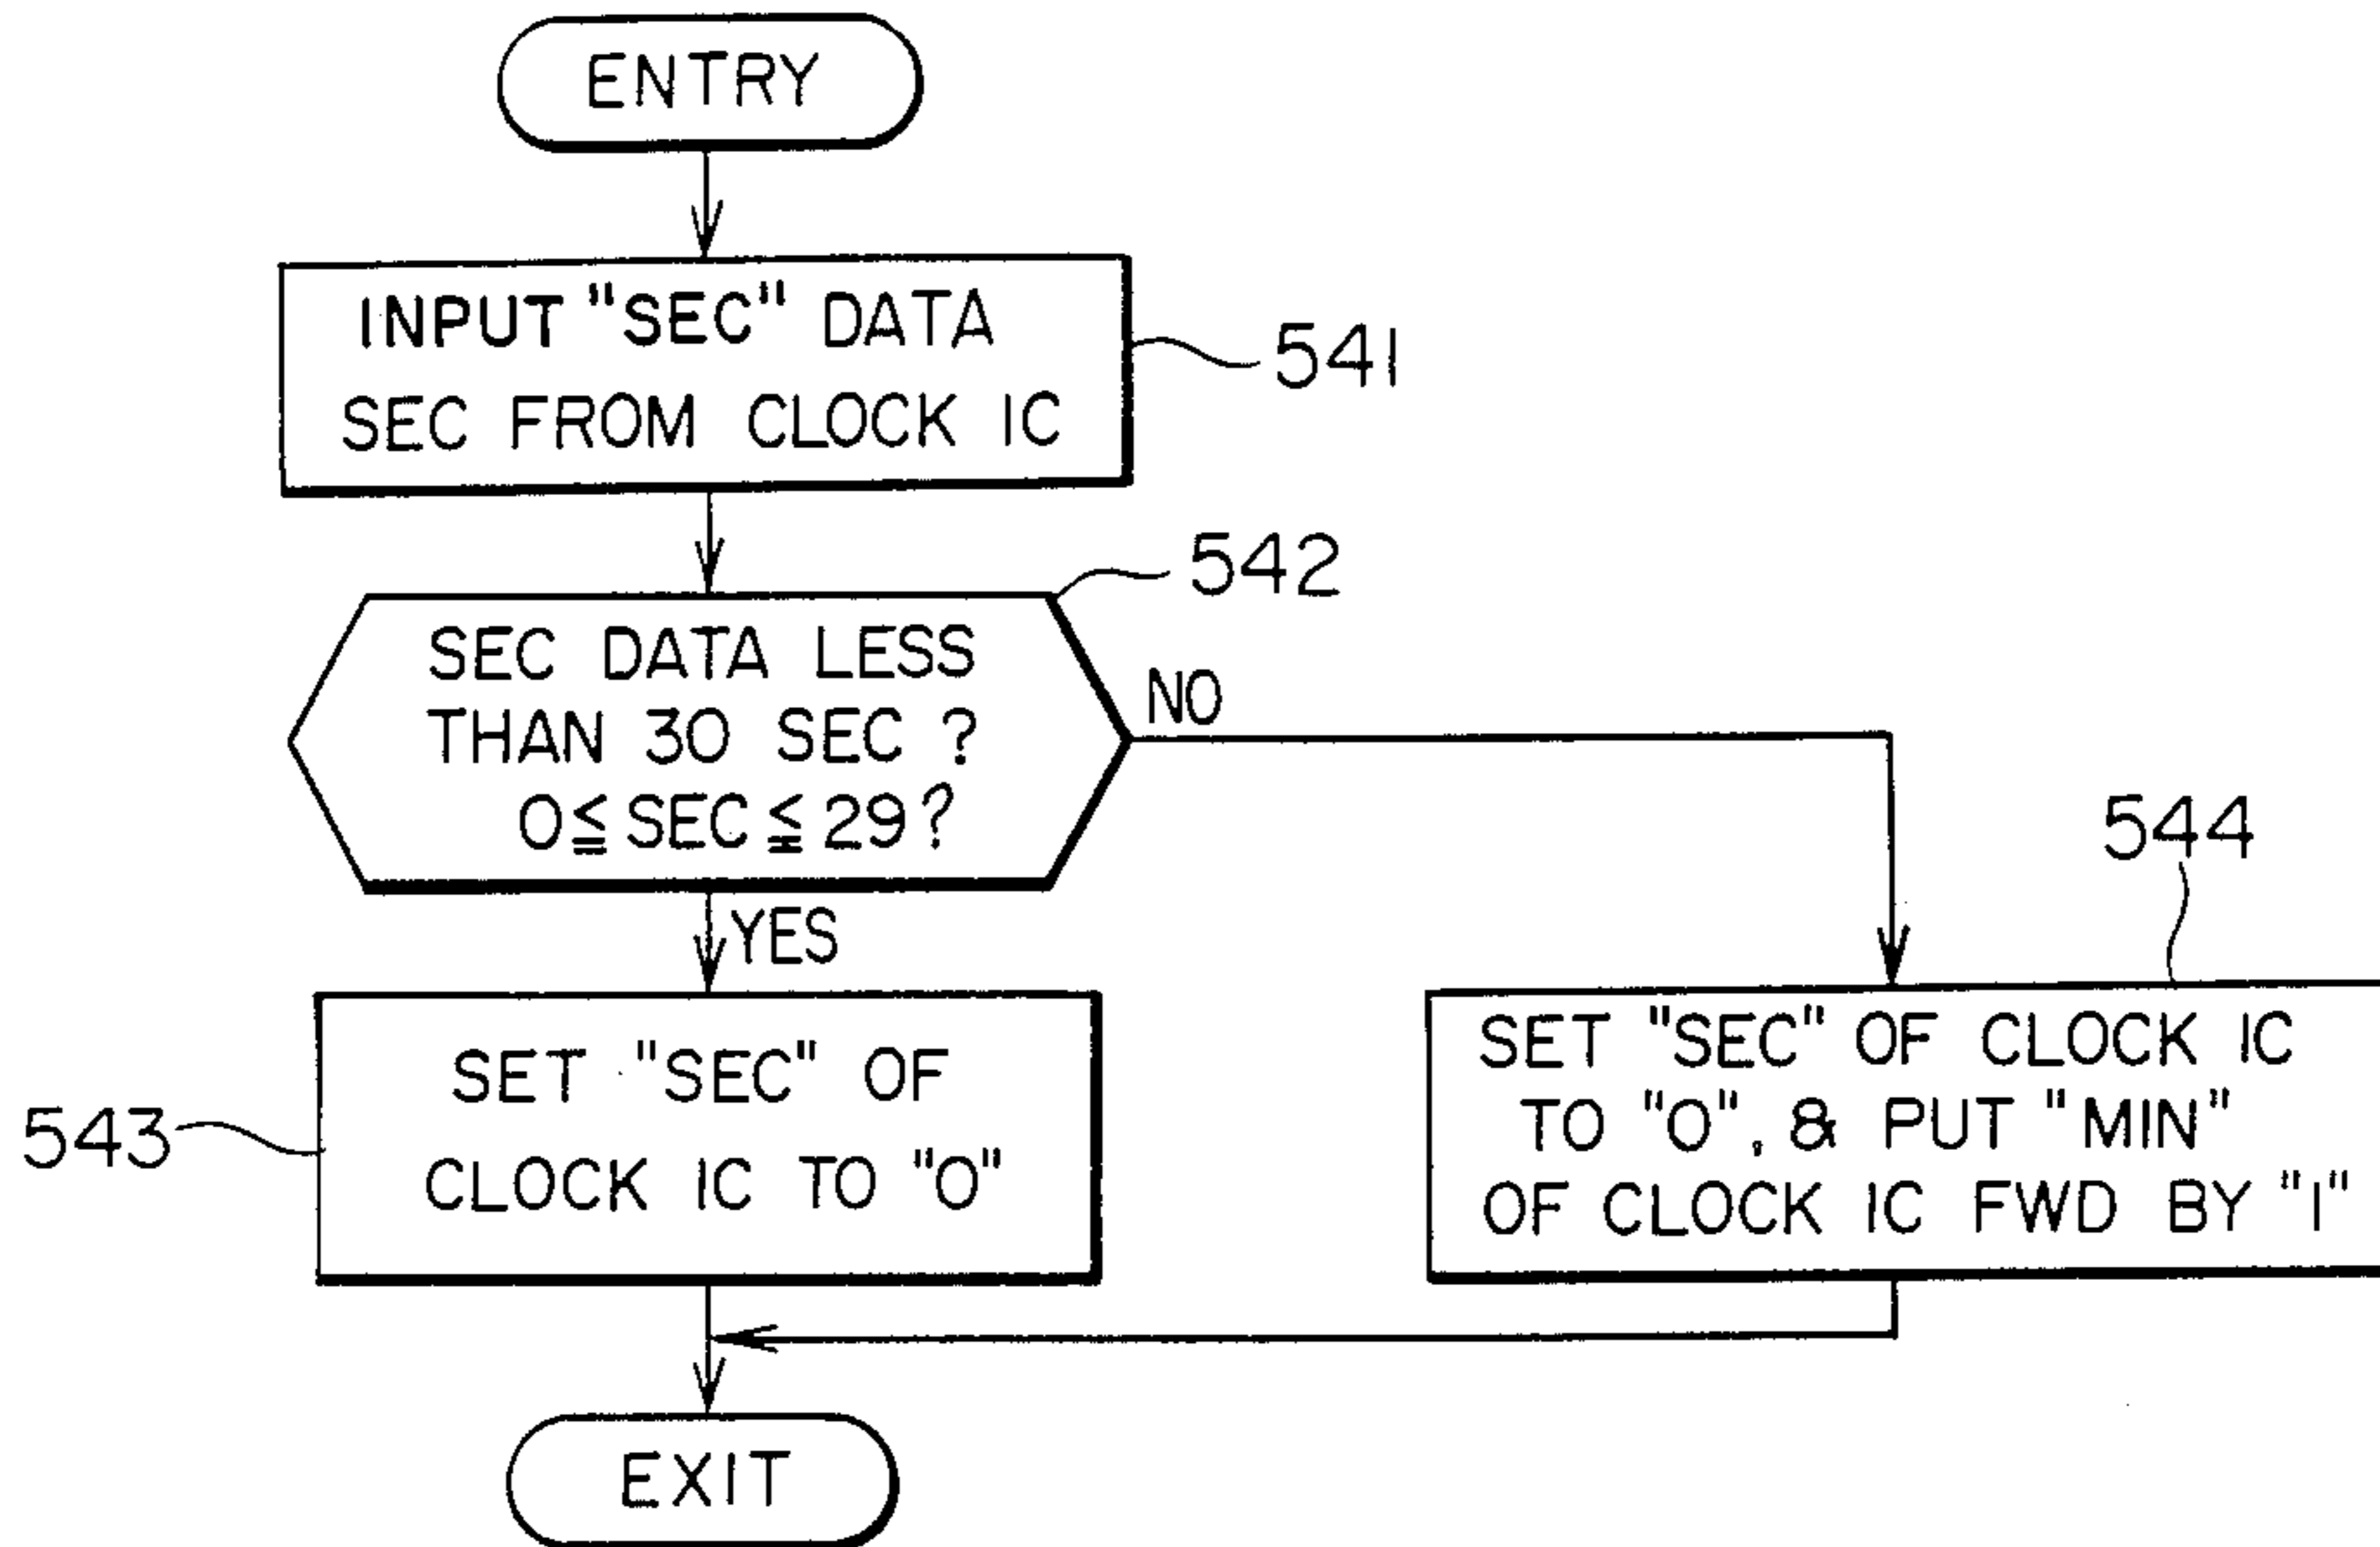 ENTRY
INPUT "SEC" DATA
SEC FROM CLOCK IC
541
542
SEC DATA LESS
THAN 30 SEC ?
0≦SEC≦29?
NO
YES
544
543
SET "SEC" OF
CLOCK IC TO "0"
SET "SEC" OF CLOCK IC
TO "0", & PUT "MIN"
OF CLOCK IC FWD BY "1"
EXIT